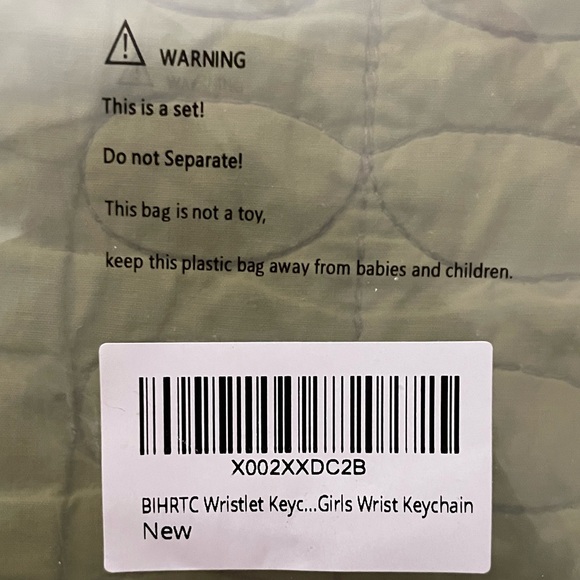 WARNING
This is a set!
Do not Separate!
This bag is not a toy,
keep this plastic bag away from babies and children.
X002XXDC2B
BIHRTC Wristlet Keyc...Girls Wrist Keychain
New